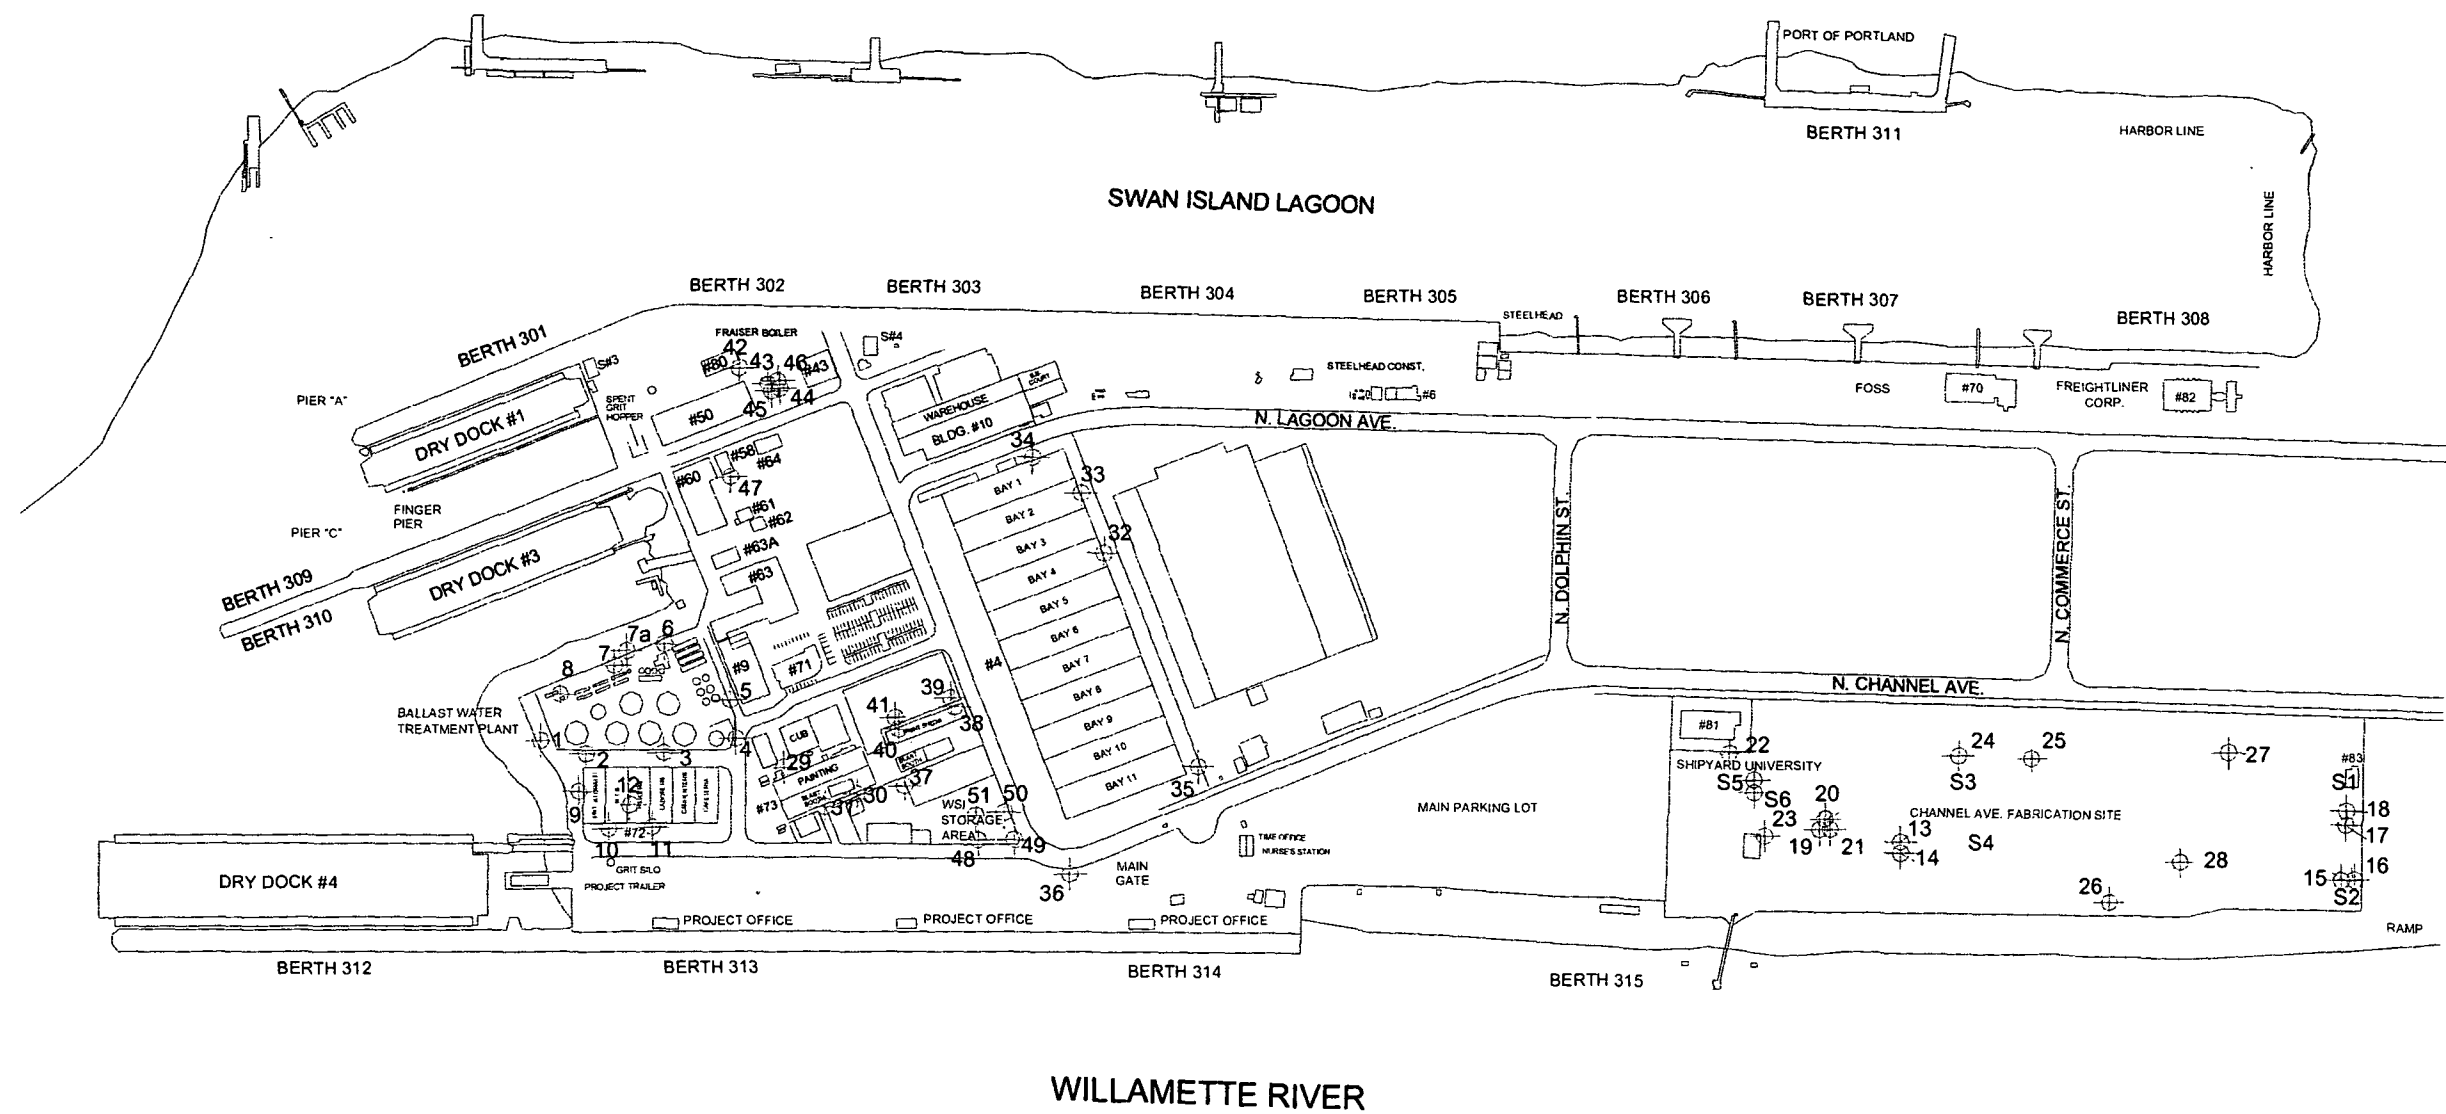 PORT OF PORTLAND
BERTH 311
HARBOR LINE
HARBOR LINE
SWAN ISLAND LAGOON
BERTH 301
BERTH 302
BERTH 303
BERTH 304
BERTH 305
BERTH 306
BERTH 307
BERTH 308
STEELHEAD
FRAISER BOILER
S#4
S#3
#80
42
43
46
#43
45
44
STEELHEAD CONST.
#6
FOSS
#70
FREIGHTLINER
CORP.
#82
PIER "A"
DRY DOCK #1
SPENT
GRIT
HOPPER
#50
WAREHOUSE
BLDG. #10
COURT
N. LAGOON AVE.
34
33
32
#58
#64
#60
47
#61
#62
#63A
#63
FINGER
PIER
PIER "C"
DRY DOCK #3
BERTH 309
BERTH 310
BAY 1
BAY 2
BAY 3
BAY 4
BAY 5
BAY 6
BAY 7
BAY 8
BAY 9
BAY 10
BAY 11
#4
N. DOLPHIN ST.
N. COMMERCE ST.
N. CHANNEL AVE.
7a
6
7
8
5
#9
#71
39
38
41
40
BALLAST WATER
TREATMENT PLANT
1
2
3
4
CUB
29
PAINTING
BLAST
BOOTH
BLAST
BOOTH
37
37
30
#73
9
12
LABORERS
CARPENTERS
CAFETERIA
#72
10
11
WSI
STORAGE
AREA
51
50
48
49
35
36
MAIN
GATE
TIME OFFICE
NURSE'S STATION
MAIN PARKING LOT
#81
22
SHIPYARD UNIVERSITY
S5
S6
23
20
19
21
24
S3
25
27
#83
S1
CHANNEL AVE. FABRICATION SITE
13
14
S4
18
17
28
26
15
16
S2
RAMP
DRY DOCK #4
GRIT SILO
PROJECT TRAILER
PROJECT OFFICE
PROJECT OFFICE
PROJECT OFFICE
BERTH 312
BERTH 313
BERTH 314
BERTH 315
WILLAMETTE RIVER